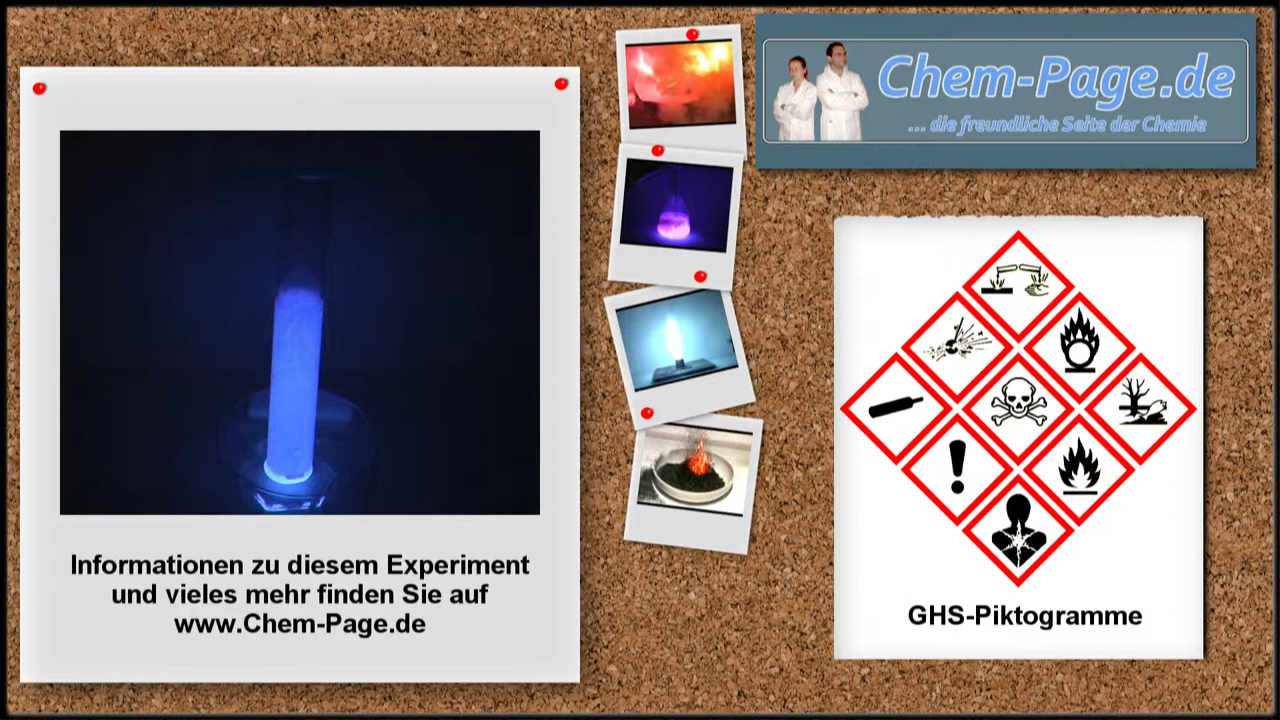 Chem-Page.de
... die freundliche Seite der Chemie
Informationen zu diesem Experiment
und vieles mehr finden Sie auf
www.Chem-Page.de
GHS-Piktogramme